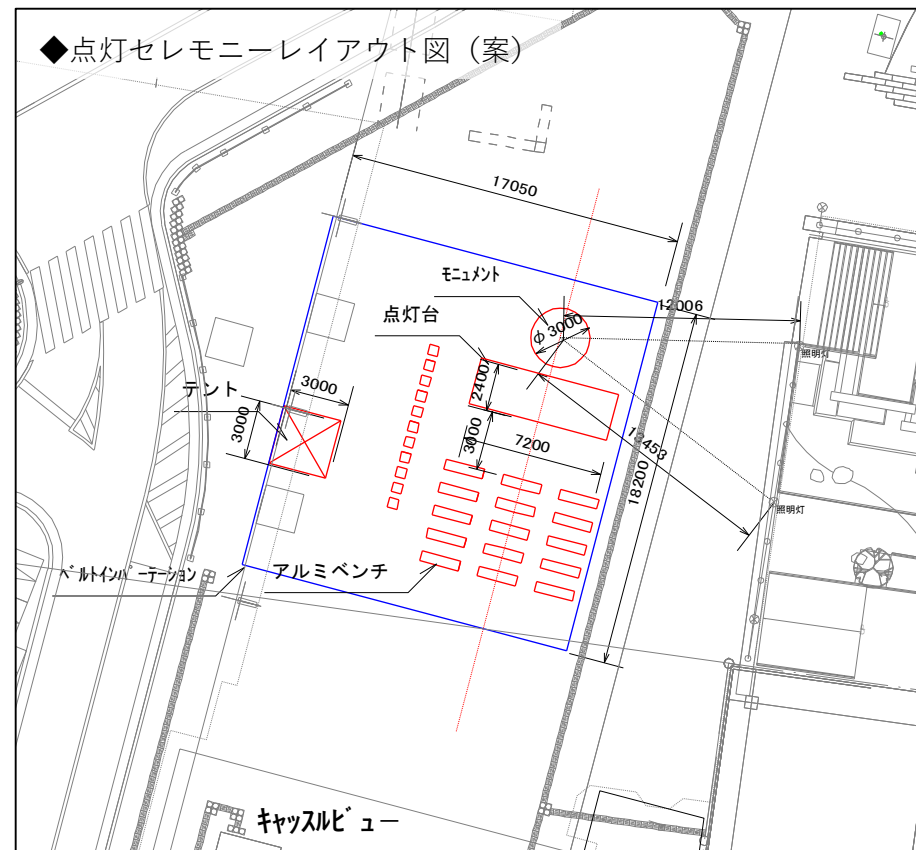 ◆点灯セレモニーレイアウト図（案）
17050
モニュメント
12006
点灯台
φ3000
照明灯
2400
テント
3000
3000
3000
7200
13453
18200
照明灯
ベルトインパーテーション
アルミベンチ
キャッスルビュー